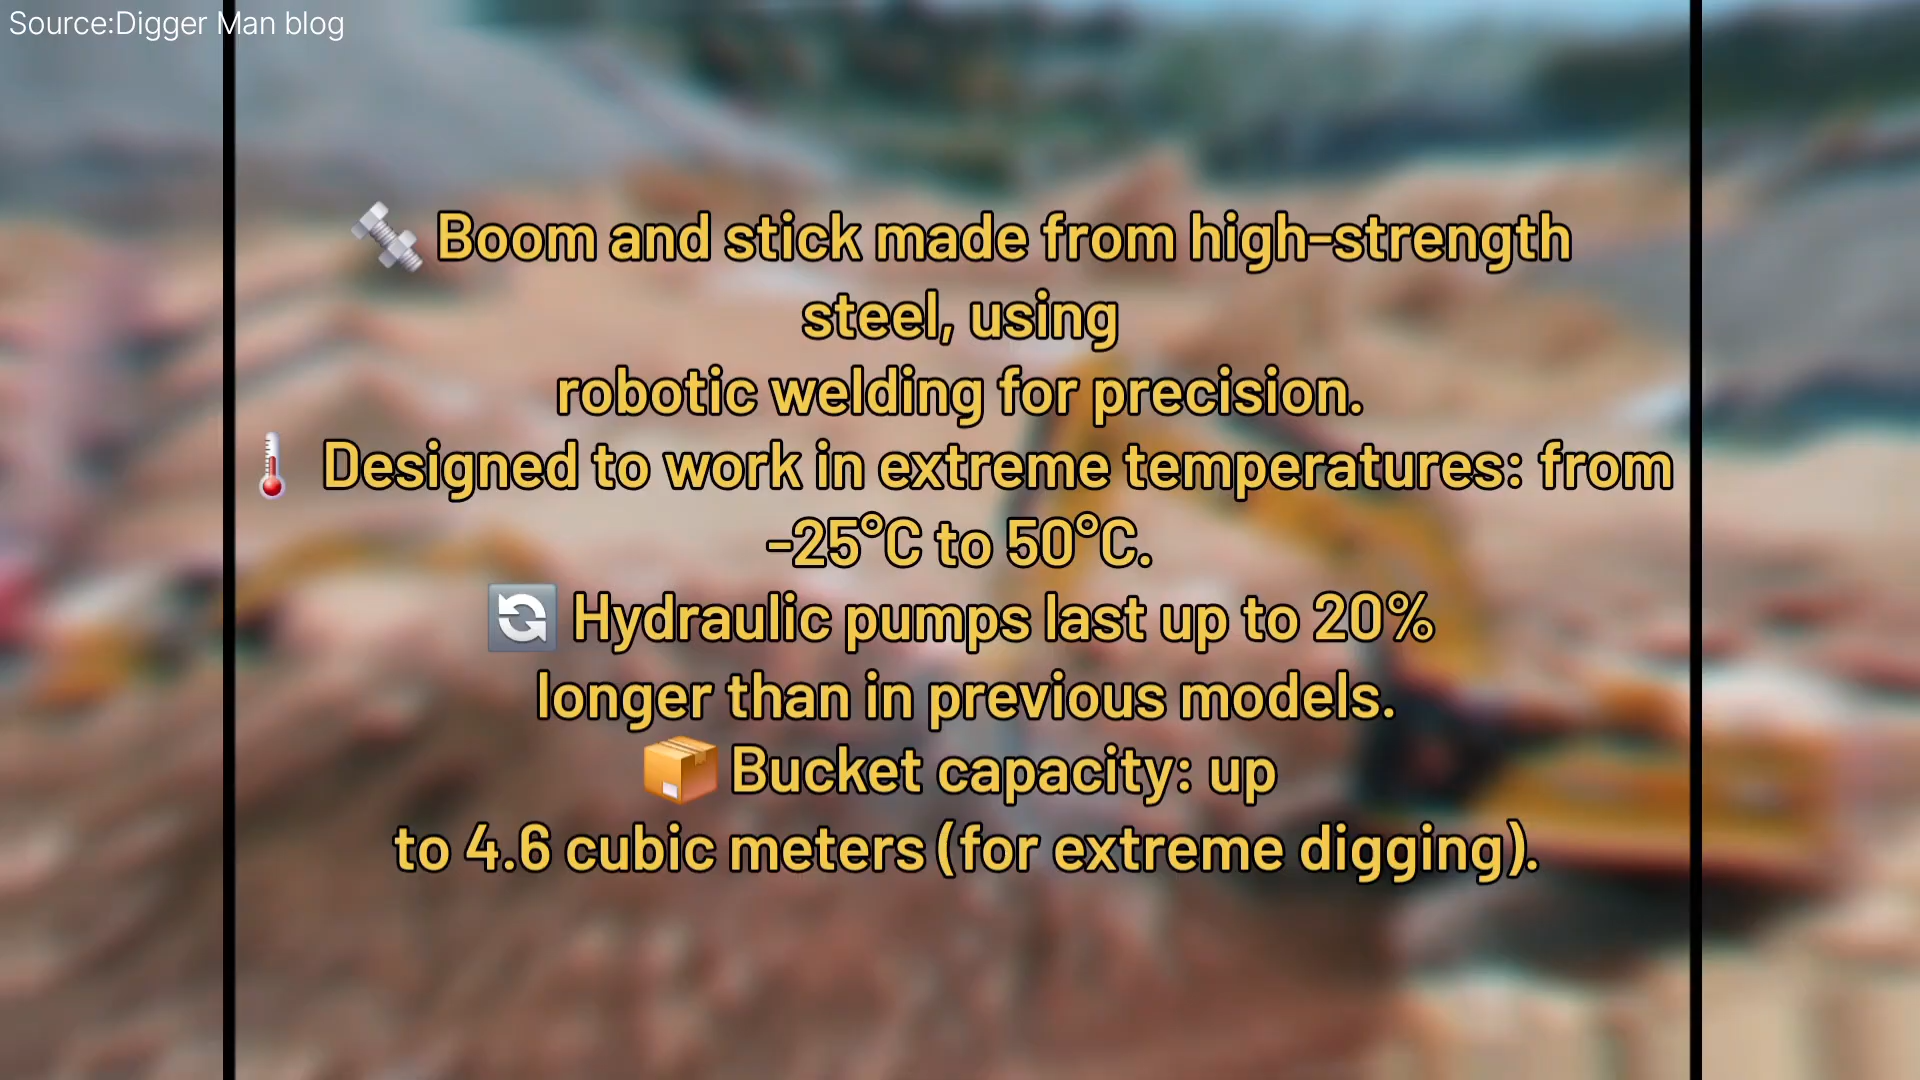 Source:Digger Man blog
🔩 Boom and stick made from high-strength
steel, using
robotic welding for precision.
🌡️ Designed to work in extreme temperatures: from
-25°C to 50°C.
🔄 Hydraulic pumps last up to 20%
longer than in previous models.
📦 Bucket capacity: up
to 4.6 cubic meters (for extreme digging).